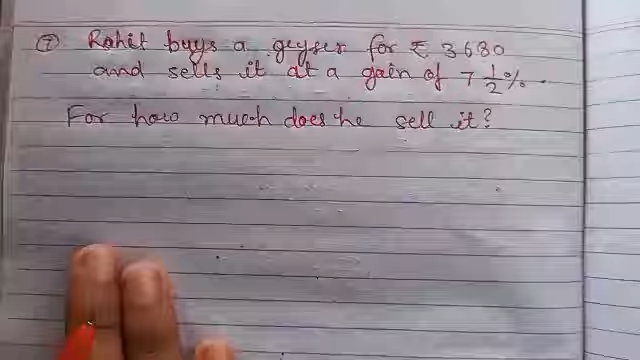 ⑦ Rohit buys a geyser for ₹ 3680
and sells it at a gain of 7 1/2 %.
For how much does he sell it?